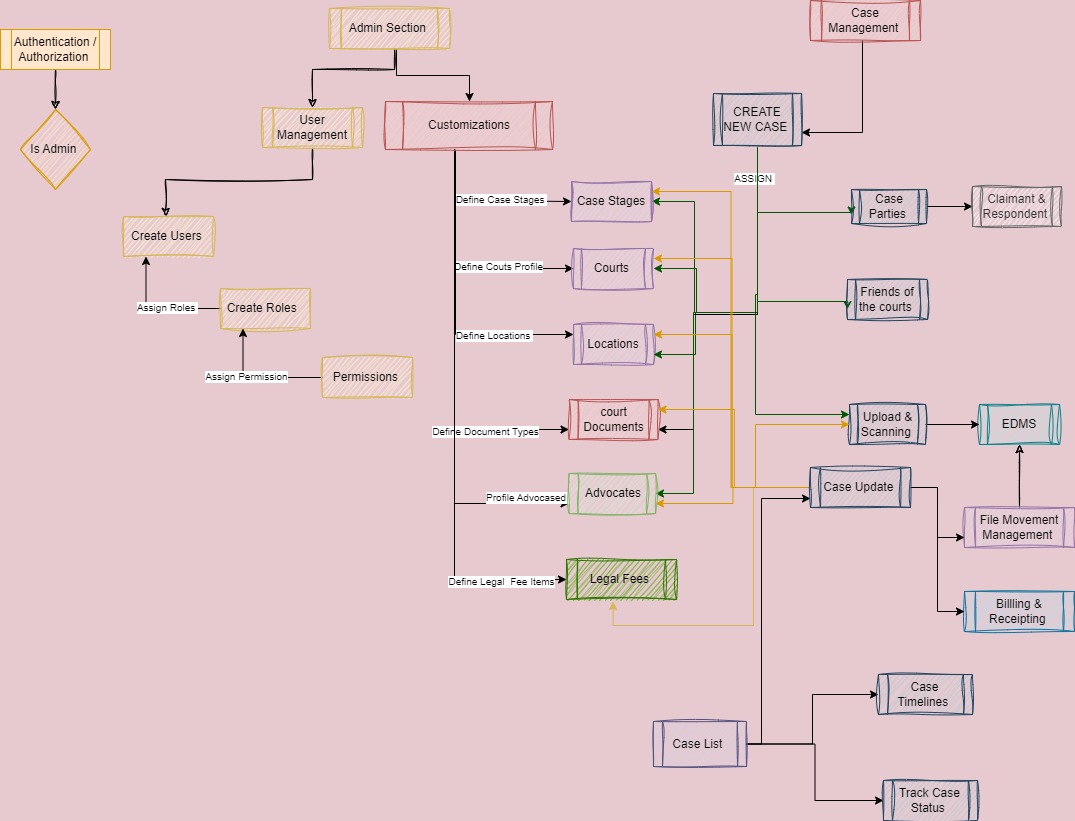 Authentication /
Authorization
Is Admin
Admin Section
User
Management
Customizations
Create Users
Assign Roles
Create Roles
Assign Permission
Permissions
Define Case Stages
Case Stages
Define Couts Profile
Courts
Define Locations
Locations
Define Document Types
court
Documents
Profile Advocased
Advocates
Define Legal Fee Items
Legal Fees
Case
Management
CREATE
NEW CASE
ASSIGN
Case
Parties
Claimant &
Respondent
Friends of
the courts
Upload &
Scanning
EDMS
Case Update
File Movement
Management
Billling &
Receipting
Case
Timelines
Case List
Track Case
Status